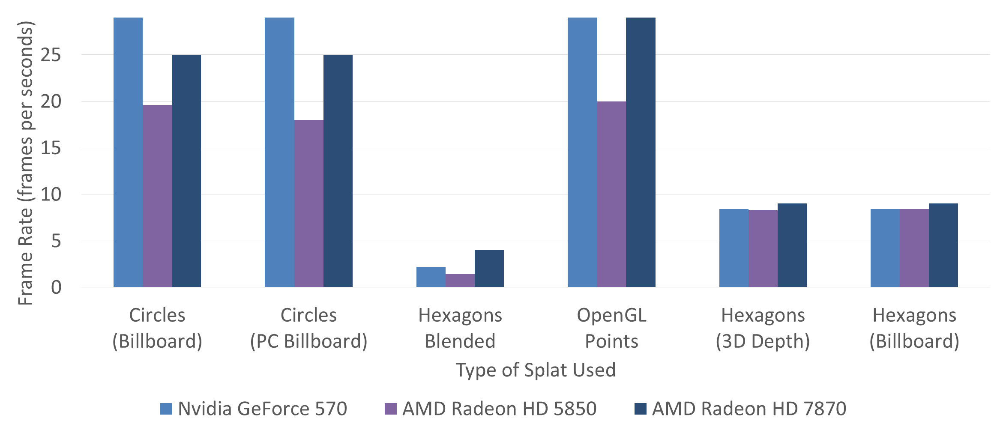 Frame Rate (frames per seconds)
25
20
15
10
5
0
Circles
(Billboard)
Circles
(PC Billboard)
Hexagons
Blended
OpenGL
Points
Hexagons
(3D Depth)
Hexagons
(Billboard)
Type of Splat Used
Nvidia GeForce 570
AMD Radeon HD 5850
AMD Radeon HD 7870